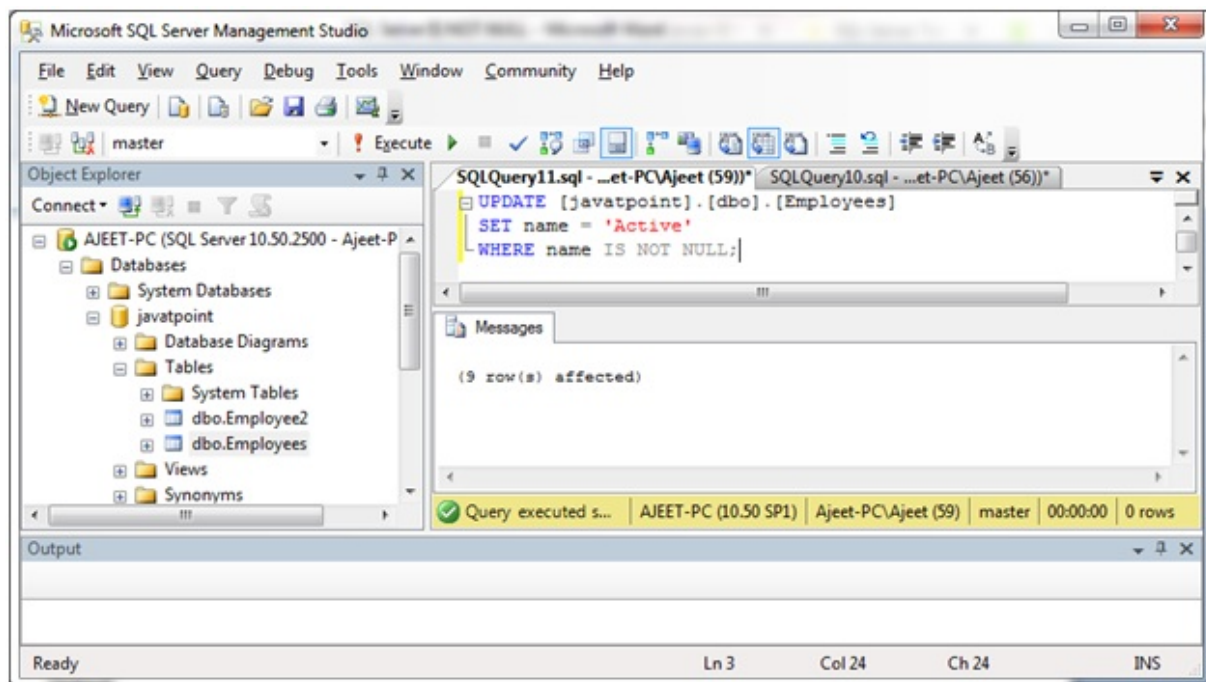 Microsoft SQL Server Management Studio
File Edit View Query Debug Tools Window Community Help
New Query
master Execute
Object Explorer
Connect
AJEET-PC (SQL Server 10.50.2500 - Ajeet-P
Databases
System Databases
javatpoint
Database Diagrams
Tables
System Tables
dbo.Employee2
dbo.Employees
Views
Synonyms
SQLQuery11.sql - ...et-PC\Ajeet (59))* SQLQuery10.sql - ...et-PC\Ajeet (56))*
UPDATE [javatpoint].[dbo].[Employees]
SET name = 'Active'
WHERE name IS NOT NULL;
Messages
(9 row(s) affected)
Query executed s... AJEET-PC (10.50 SP1) Ajeet-PC\Ajeet (59) master 00:00:00 0 rows
Output
Ready Ln 3 Col 24 Ch 24 INS